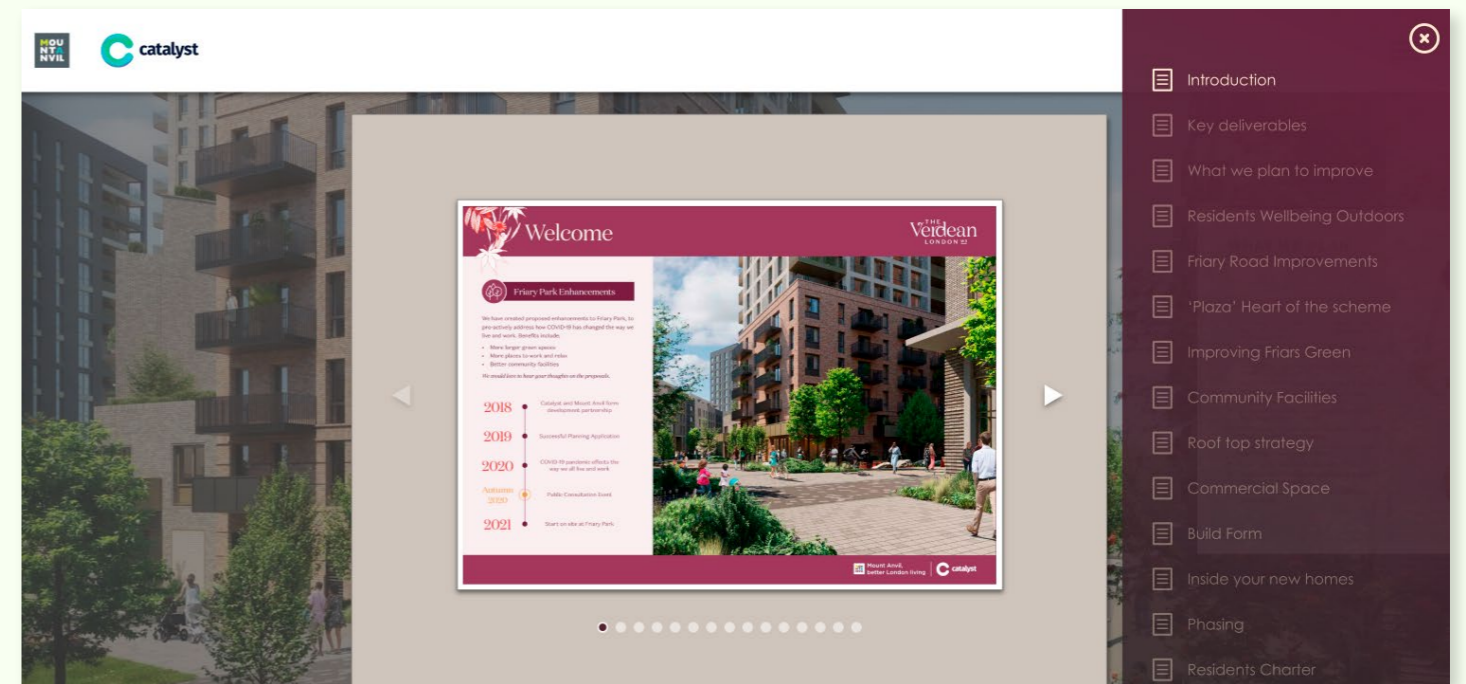 MOU
NTA
NVIL
catalyst
Welcome
THE
Verdean
LONDON W3
Friary Park Enhancements
We have created proposed enhancements to Friary Park, to
pro-actively address how COVID-19 has changed the way we
live and work. Benefits include;
• More larger green spaces
• More places to work and relax
• Better community facilities
We would love to hear your thoughts on the proposals.
2018
Catalyst and Mount Anvil form
development partnership
2019
Successful Planning Application
2020
COVID-19 pandemic effects the
way we all live and work
Autumn
2020
Public Consultation Event
2021
Start on site at Friary Park
Mount Anvil,
better London living
catalyst
Introduction
Key deliverables
What we plan to improve
Residents Wellbeing Outdoors
Friary Road Improvements
‘Plaza’ Heart of the scheme
Improving Friars Green
Community Facilities
Roof top strategy
Commercial Space
Build Form
Inside your new homes
Phasing
Residents Charter